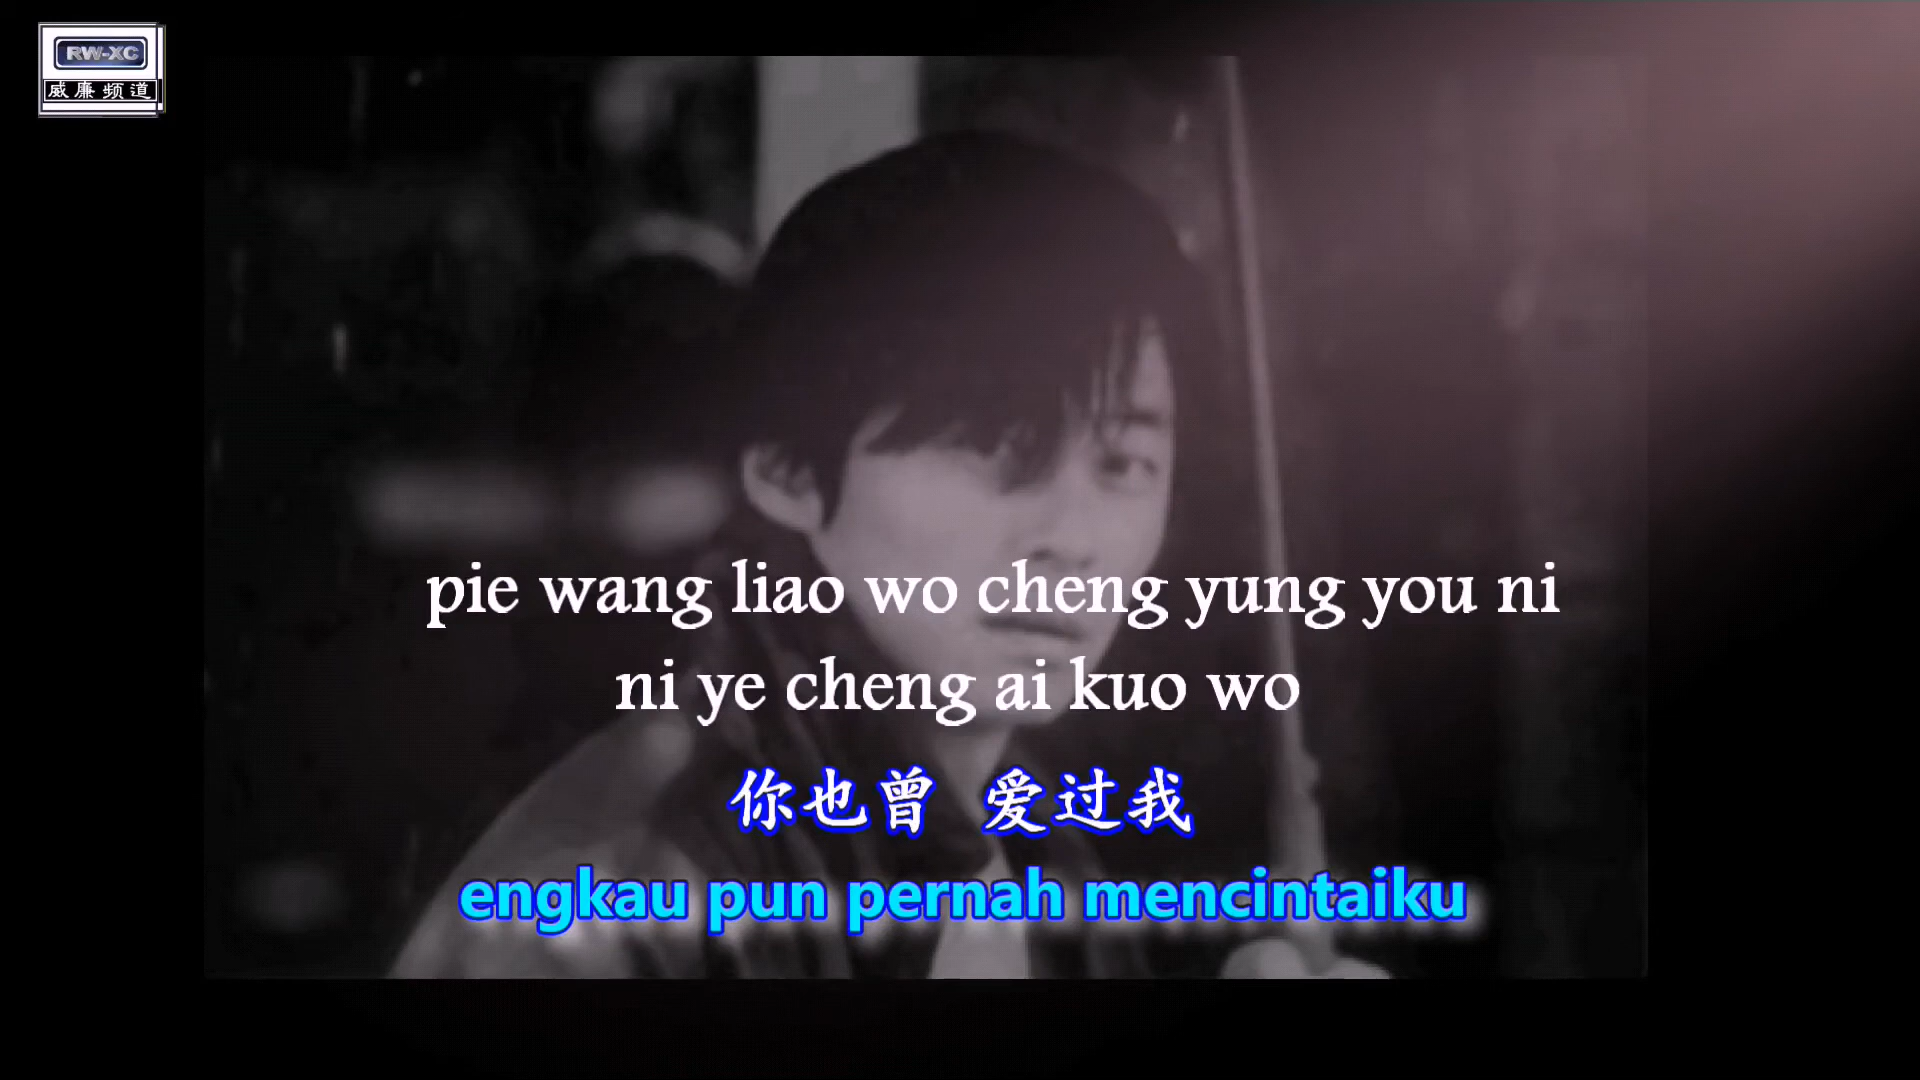 RW-XC
威廉频道
pie wang liao wo cheng yung you ni
ni ye cheng ai kuo wo
你也曾 爱过我
engkau pun pernah mencintaiku